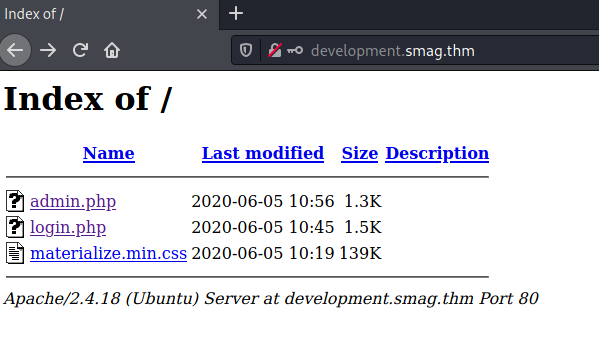 Index of /
development.smag.thm
Index of /
Name Last modified Size Description
admin.php 2020-06-05 10:56 1.3K
login.php 2020-06-05 10:45 1.5K
materialize.min.css 2020-06-05 10:19 139K
Apache/2.4.18 (Ubuntu) Server at development.smag.thm Port 80